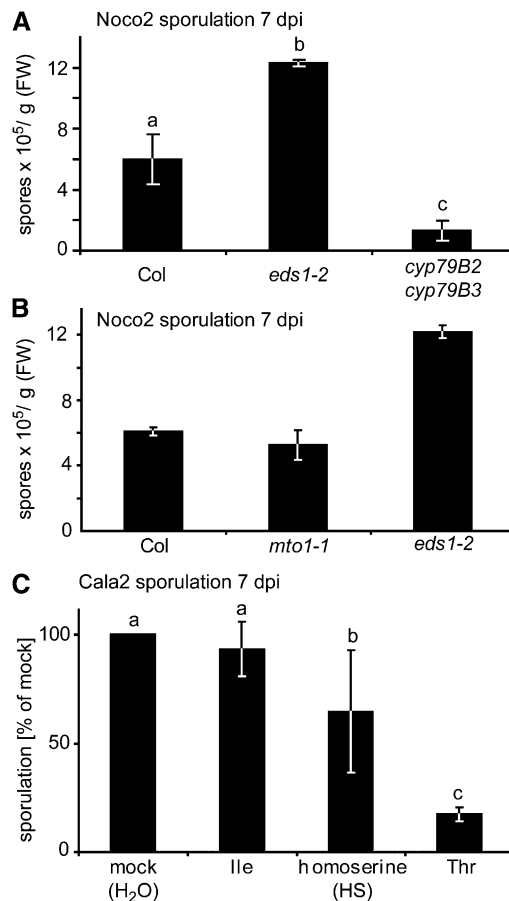 A Noco2 sporulation 7 dpi
spores x 10⁵/ g (FW)
12
8
4
0
a
b
c
Col
eds1-2
cyp79B2
cyp79B3
B Noco2 sporulation 7 dpi
spores x 10⁵/ g (FW)
12
8
4
0
Col
mto1-1
eds1-2
C Cala2 sporulation 7 dpi
sporulation [% of mock]
100
50
0
a
a
b
c
mock
(H₂O)
Ile
homoserine
(HS)
Thr